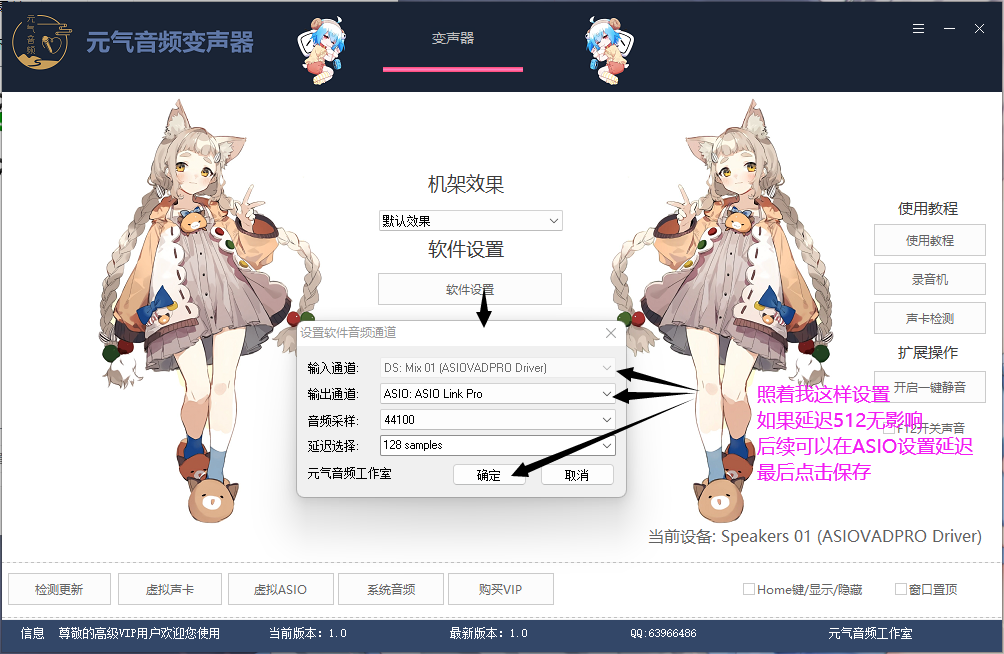 元气音频
元气音频变声器
变声器
机架效果
默认效果
软件设置
软件设置
使用教程
使用教程
录音机
声卡检测
扩展操作
开启一键静音
F12开关声音
设置软件音频通道
输入通道: DS: Mix 01 (ASIOVADPRO Driver)
输出通道: ASIO: ASIO Link Pro
音频采样: 44100
延迟选择: 128 samples
元气音频工作室 确定 取消
照着我这样设置
如果延迟512无影响
后续可以在ASIO设置延迟
最后点击保存
当前设备: Speakers 01 (ASIOVADPRO Driver)
检测更新 虚拟声卡 虚拟ASIO 系统音频 购买VIP Home键/显示/隐藏 窗口置顶
信息 尊敬的高级VIP用户欢迎您使用 当前版本: 1.0 最新版本: 1.0 QQ:63966486 元气音频工作室